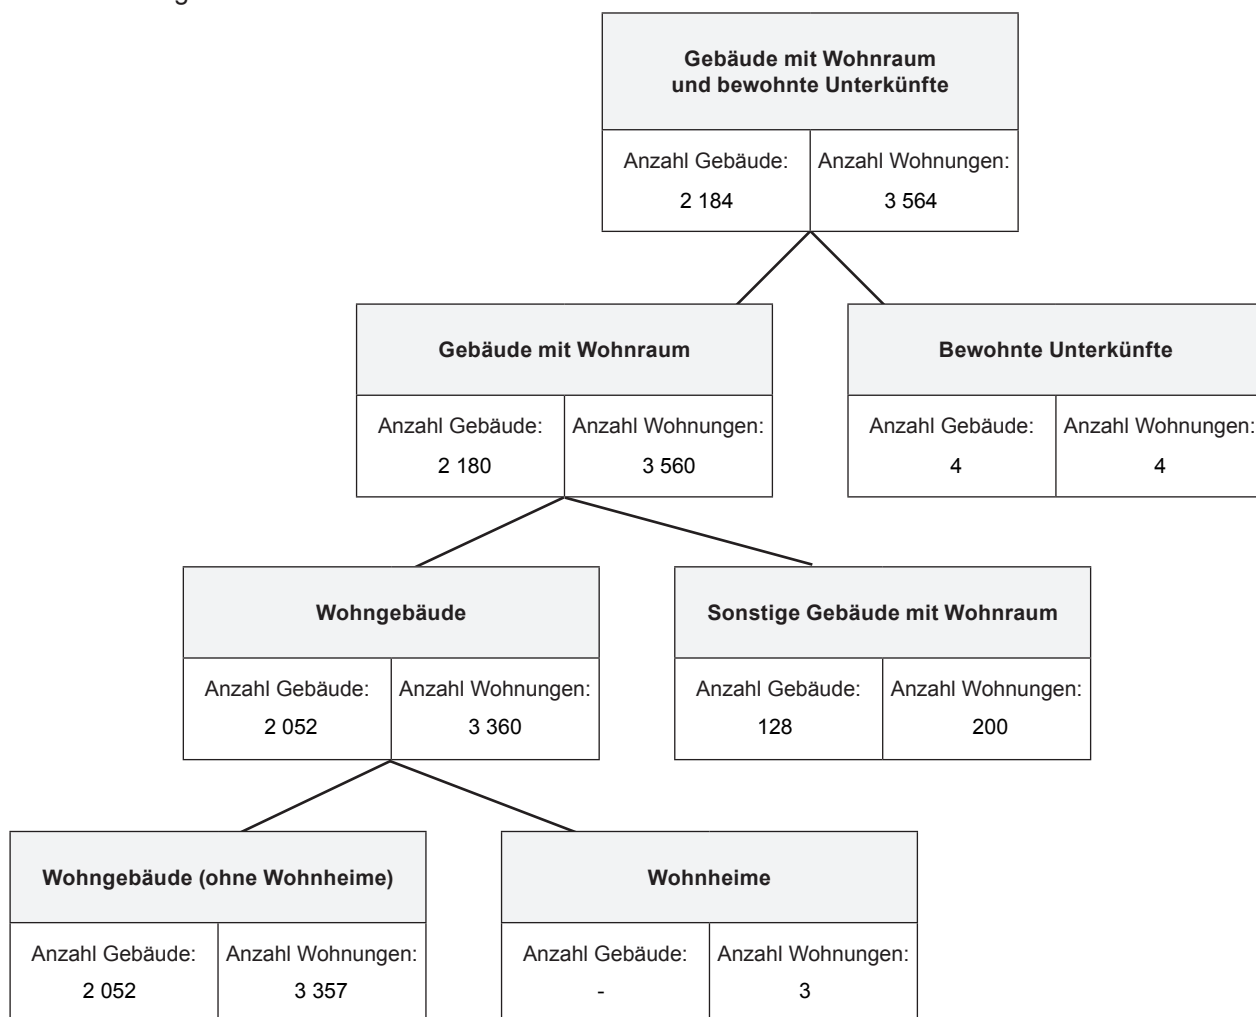 Gebäude mit Wohnraum
und bewohnte Unterkünfte
Anzahl Gebäude: Anzahl Wohnungen:
2 184 3 564
Gebäude mit Wohnraum Bewohnte Unterkünfte
Anzahl Gebäude: Anzahl Wohnungen: Anzahl Gebäude: Anzahl Wohnungen:
2 180 3 560 4 4
Wohngebäude Sonstige Gebäude mit Wohnraum
Anzahl Gebäude: Anzahl Wohnungen: Anzahl Gebäude: Anzahl Wohnungen:
2 052 3 360 128 200
Wohngebäude (ohne Wohnheime) Wohnheime
Anzahl Gebäude: Anzahl Wohnungen: Anzahl Gebäude: Anzahl Wohnungen:
2 052 3 357 - 3